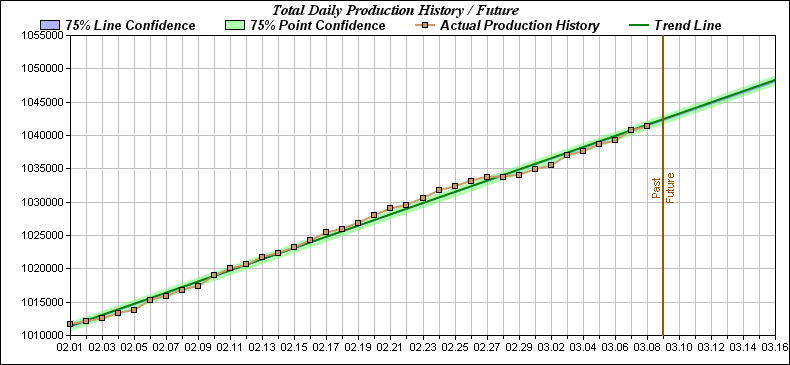 Total Daily Production History / Future
75% Line Confidence 75% Point Confidence Actual Production History Trend Line
1055000
1050000
1045000
1040000
1035000
1030000
1025000
1020000
1015000
1010000
Past
Future
02.01 02.03 02.05 02.07 02.09 02.11 02.13 02.15 02.17 02.19 02.21 02.23 02.25 02.27 02.29 03.02 03.04 03.06 03.08 03.10 03.12 03.14 03.16